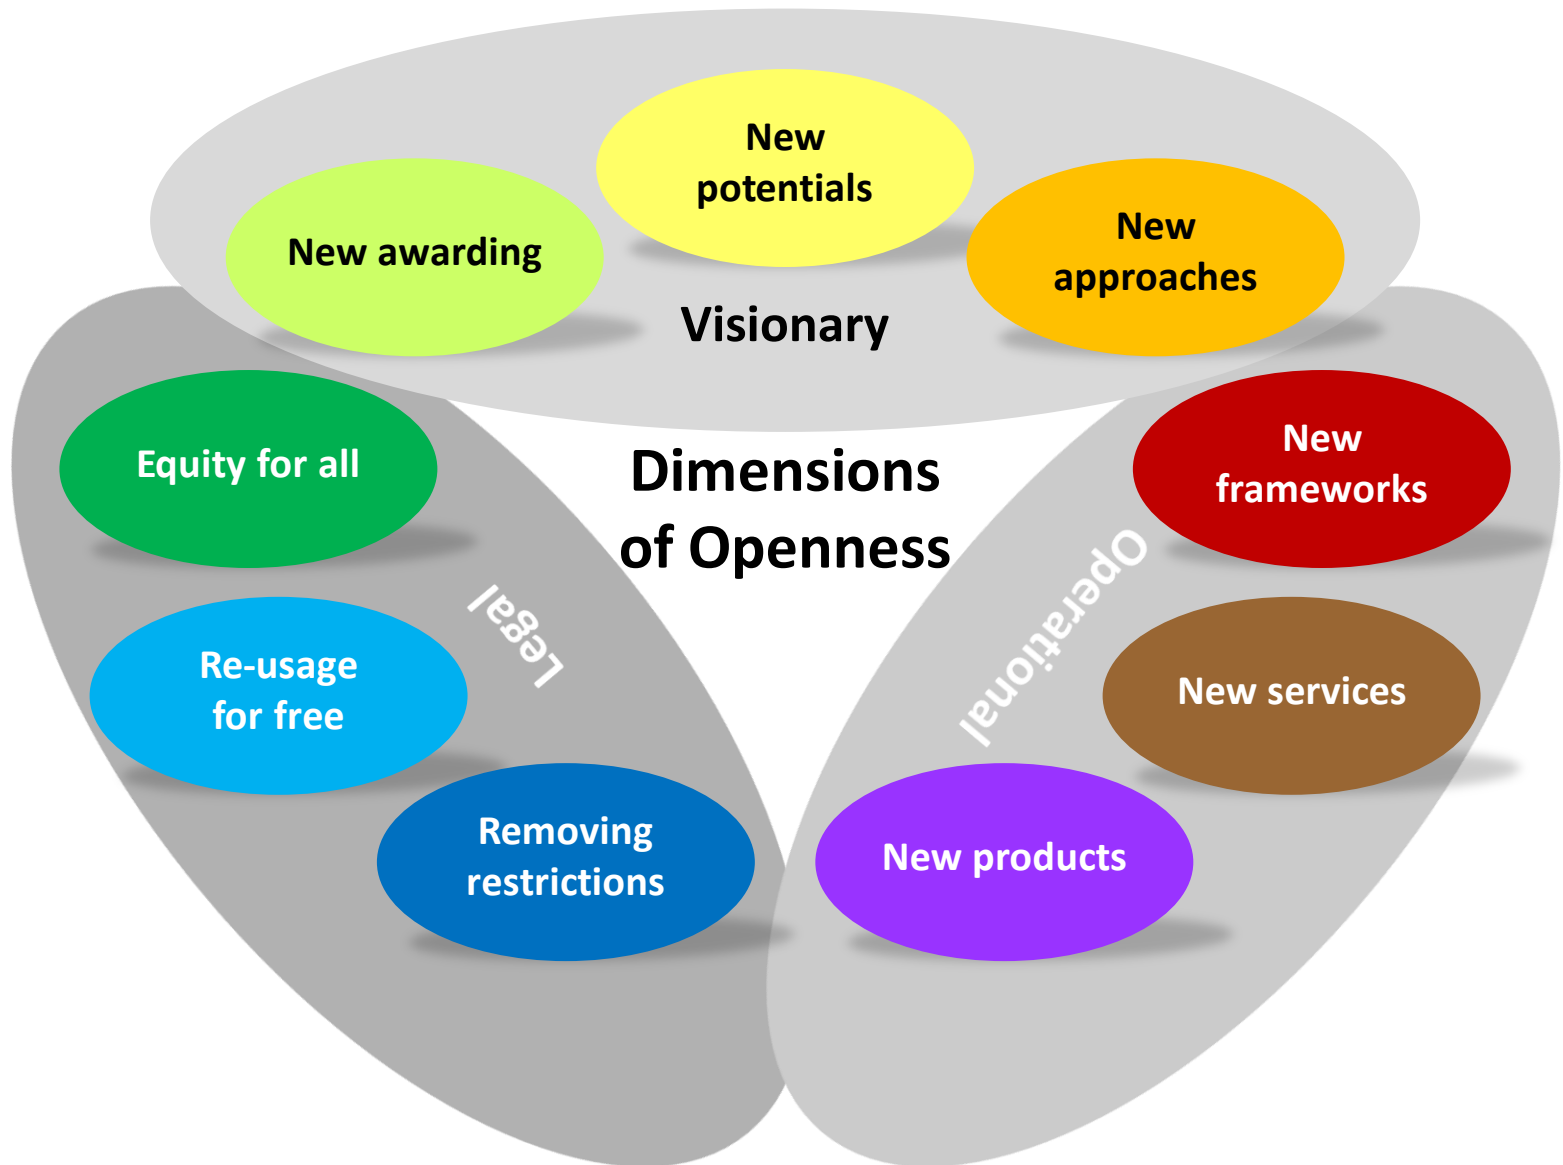 New
potentials
New awarding
New
approaches
Visionary
Equity for all
Dimensions
of Openness
New
frameworks
Legal
Operational
Re-usage
for free
New services
Removing
restrictions
New products